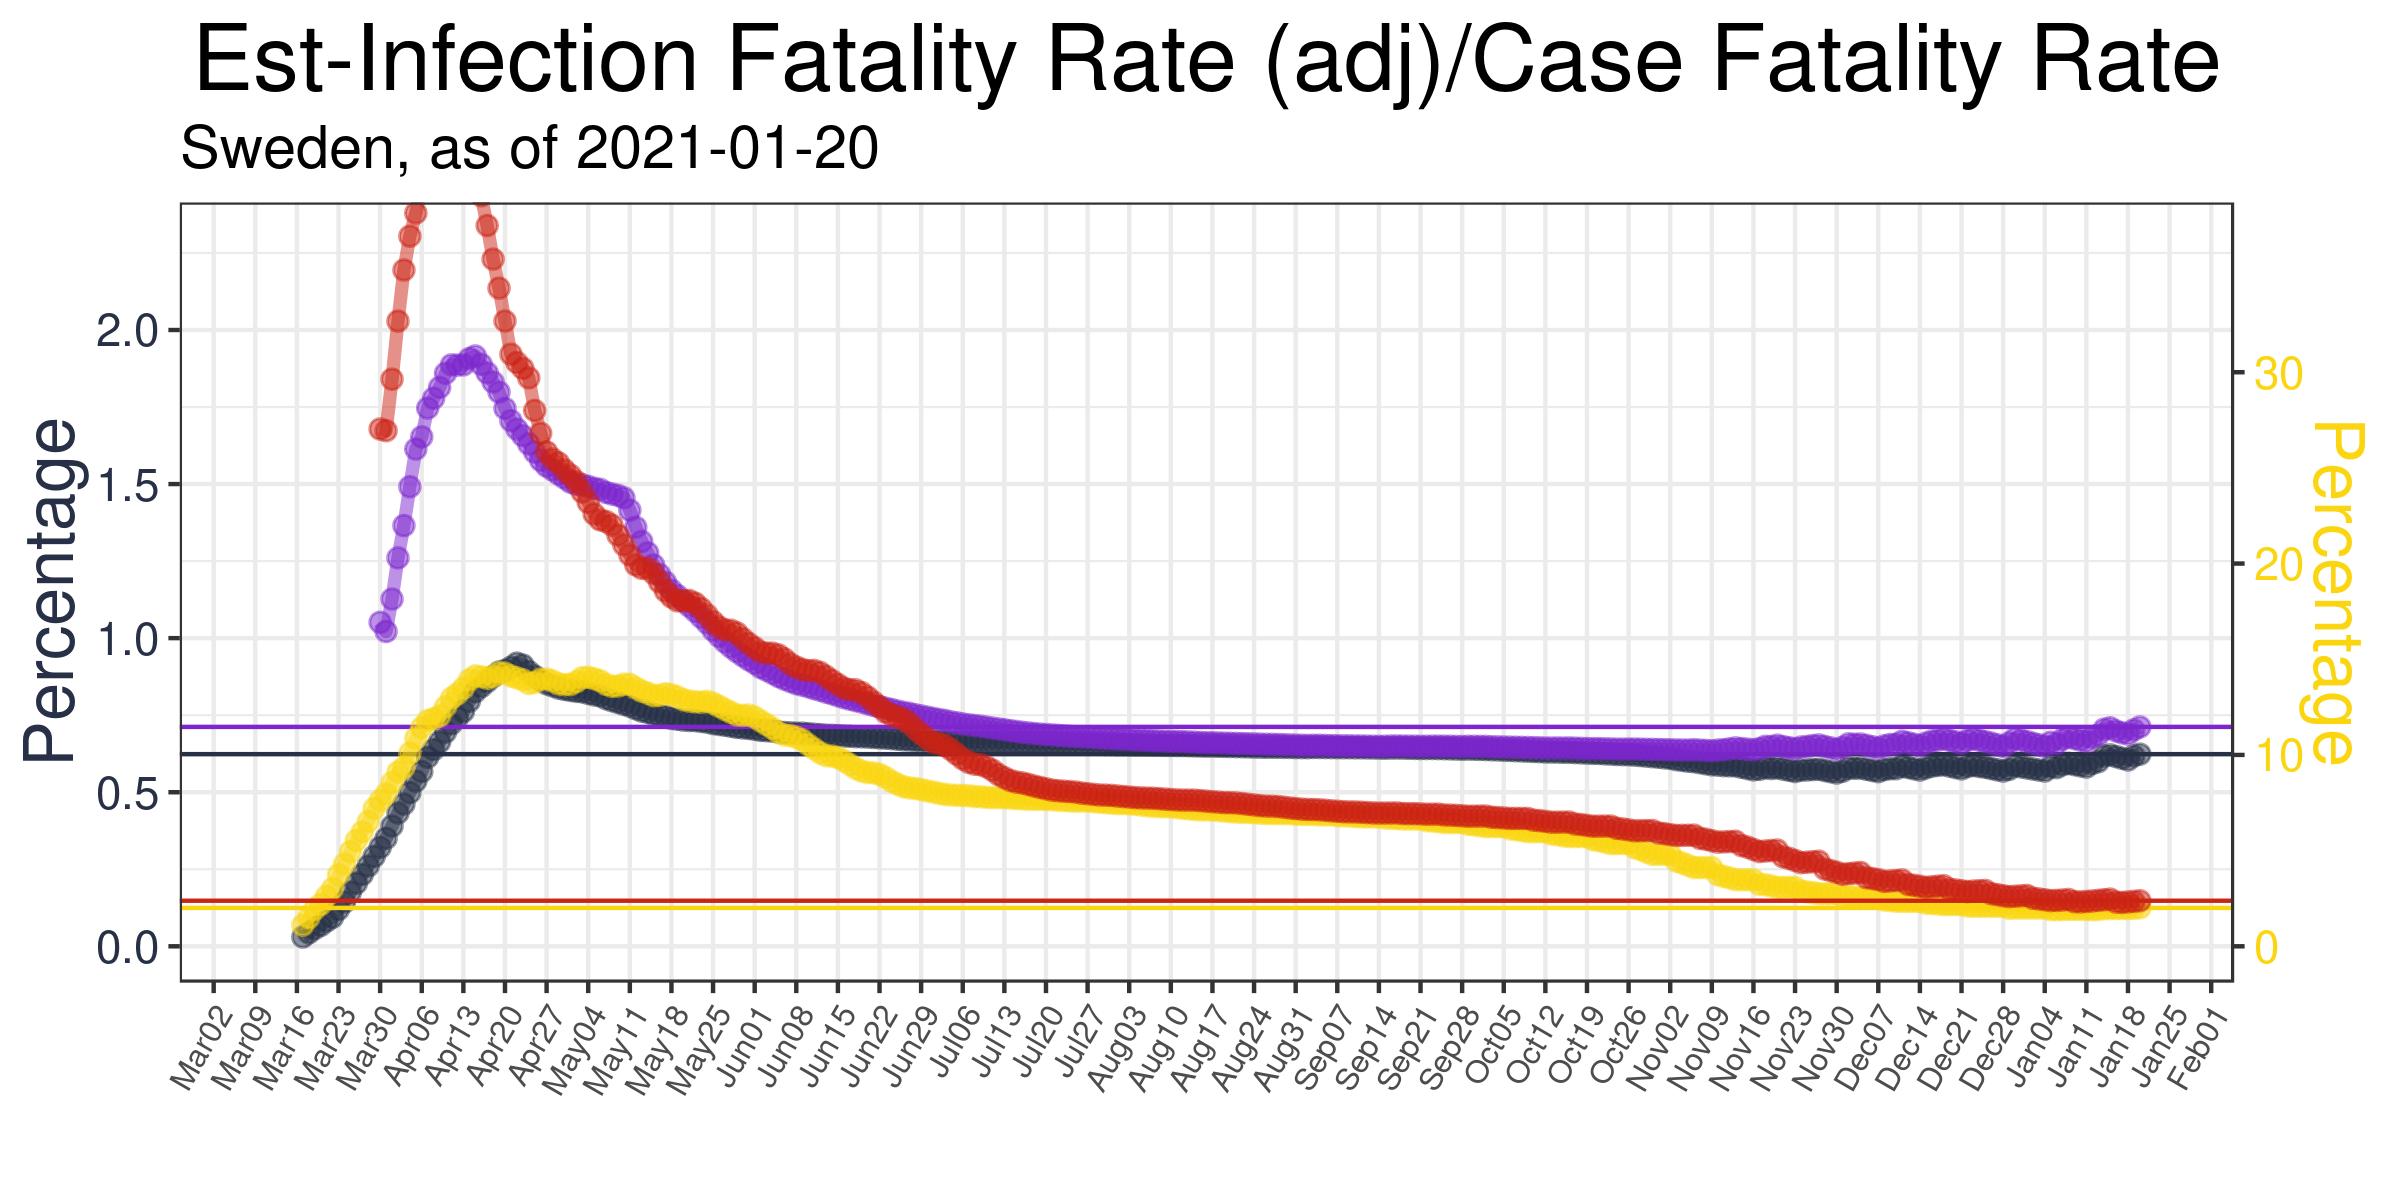 Est-Infection Fatality Rate (adj)/Case Fatality Rate
Sweden, as of 2021-01-20
Percentage
2.0
1.5
1.0
0.5
0.0
30
20
10
0
Percentage
Mar02
Mar09
Mar16
Mar23
Mar30
Apr06
Apr13
Apr20
Apr27
May04
May11
May18
May25
Jun01
Jun08
Jun15
Jun22
Jun29
Jul06
Jul13
Jul20
Jul27
Aug03
Aug10
Aug17
Aug24
Aug31
Sep07
Sep14
Sep21
Sep28
Oct05
Oct12
Oct19
Oct26
Nov02
Nov09
Nov16
Nov23
Nov30
Dec07
Dec14
Dec21
Dec28
Jan04
Jan11
Jan18
Jan25
Feb01